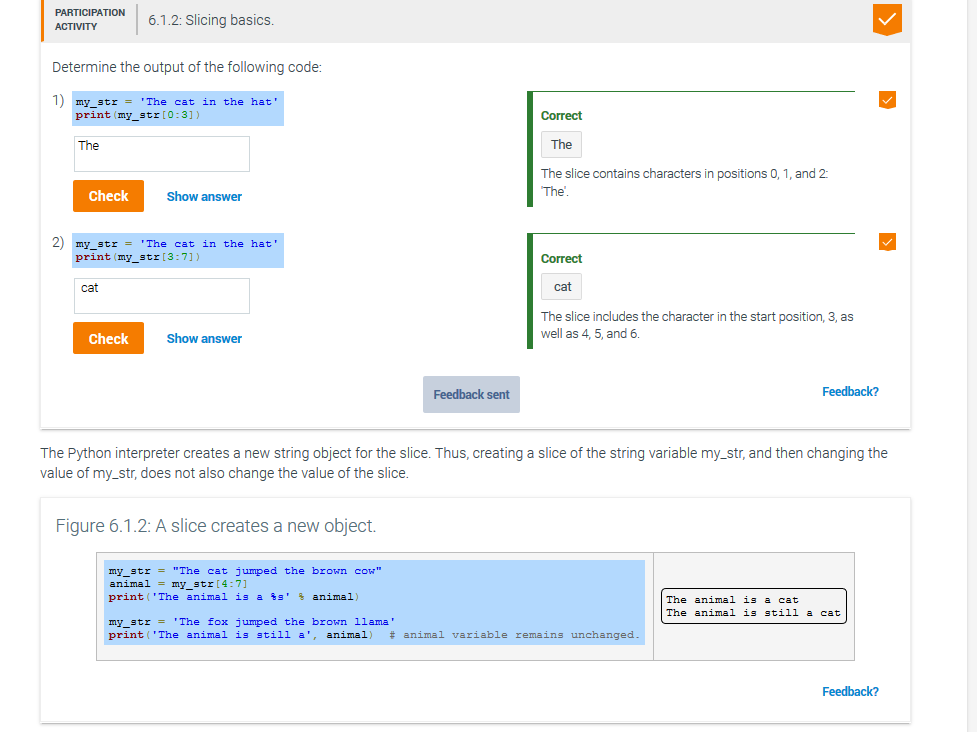 PARTICIPATION
ACTIVITY
6.1.2: Slicing basics.
Determine the output of the following code:
1)
my_str = 'The cat in the hat'
print(my_str[0:3])
The
Check
Show answer
Correct
The
The slice contains characters in positions 0, 1, and 2:
'The'.
2)
my_str = 'The cat in the hat'
print(my_str[3:7])
cat
Check
Show answer
Correct
cat
The slice includes the character in the start position, 3, as
well as 4, 5, and 6.
Feedback sent
Feedback?
The Python interpreter creates a new string object for the slice. Thus, creating a slice of the string variable my_str, and then changing the
value of my_str, does not also change the value of the slice.
Figure 6.1.2: A slice creates a new object.
my_str = "The cat jumped the brown cow"
animal = my_str[4:7]
print('The animal is a %s' % animal)
my_str = 'The fox jumped the brown llama'
print('The animal is still a', animal)  # animal variable remains unchanged.
The animal is a cat
The animal is still a cat
Feedback?